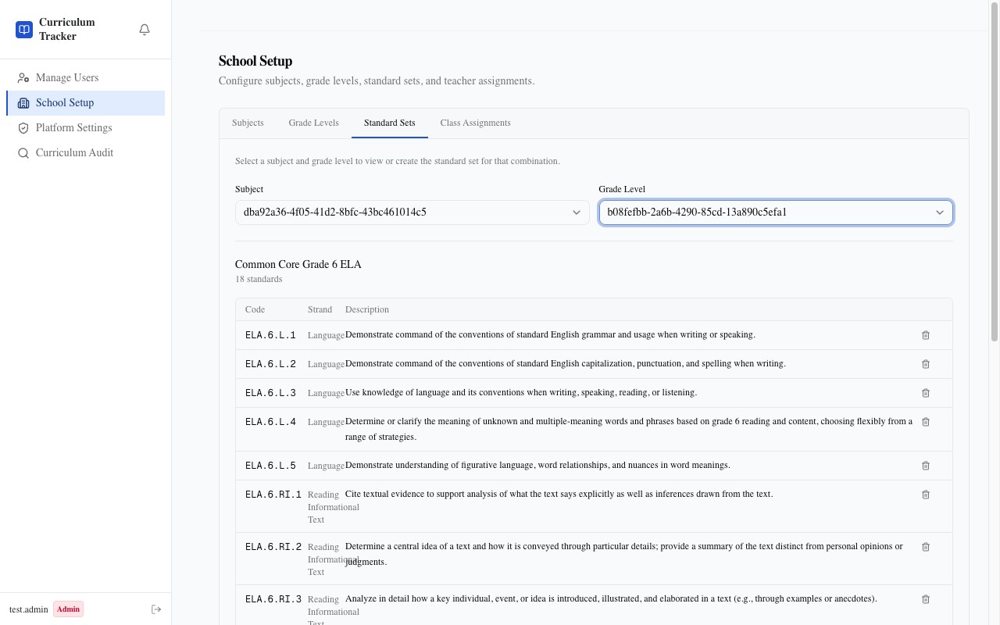 Curriculum
Tracker
Manage Users
School Setup
Platform Settings
Curriculum Audit
test.admin Admin
School Setup
Configure subjects, grade levels, standard sets, and teacher assignments.
Subjects Grade Levels Standard Sets Class Assignments
Select a subject and grade level to view or create the standard set for that combination.
Subject Grade Level
dba92a36-4f05-41d2-8bfc-43bc461014c5 b08fefbb-2a6b-4290-85cd-13a890c5efa1
Common Core Grade 6 ELA
18 standards
Code Strand Description
ELA.6.L.1 Language Demonstrate command of the conventions of standard English grammar and usage when writing or speaking.
ELA.6.L.2 Language Demonstrate command of the conventions of standard English capitalization, punctuation, and spelling when writing.
ELA.6.L.3 Language Use knowledge of language and its conventions when writing, speaking, reading, or listening.
ELA.6.L.4 Language Determine or clarify the meaning of unknown and multiple-meaning words and phrases based on grade 6 reading and content, choosing flexibly from a
range of strategies.
ELA.6.L.5 Language Demonstrate understanding of figurative language, word relationships, and nuances in word meanings.
ELA.6.RI.1 Reading Cite textual evidence to support analysis of what the text says explicitly as well as inferences drawn from the text.
Informational
Text
ELA.6.RI.2 Reading Determine a central idea of a text and how it is conveyed through particular details; provide a summary of the text distinct from personal opinions or
Informational judgments.
Text
ELA.6.RI.3 Reading Analyze in detail how a key individual, event, or idea is introduced, illustrated, and elaborated in a text (e.g., through examples or anecdotes).
Informational
Text